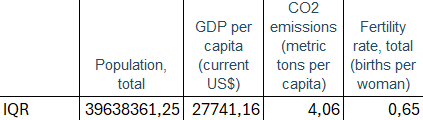 Population, total
GDP per capita (current US$)
CO2 emissions (metric tons per capita)
Fertility rate, total (births per woman)
IQR 39638361,25 27741,16 4,06 0,65